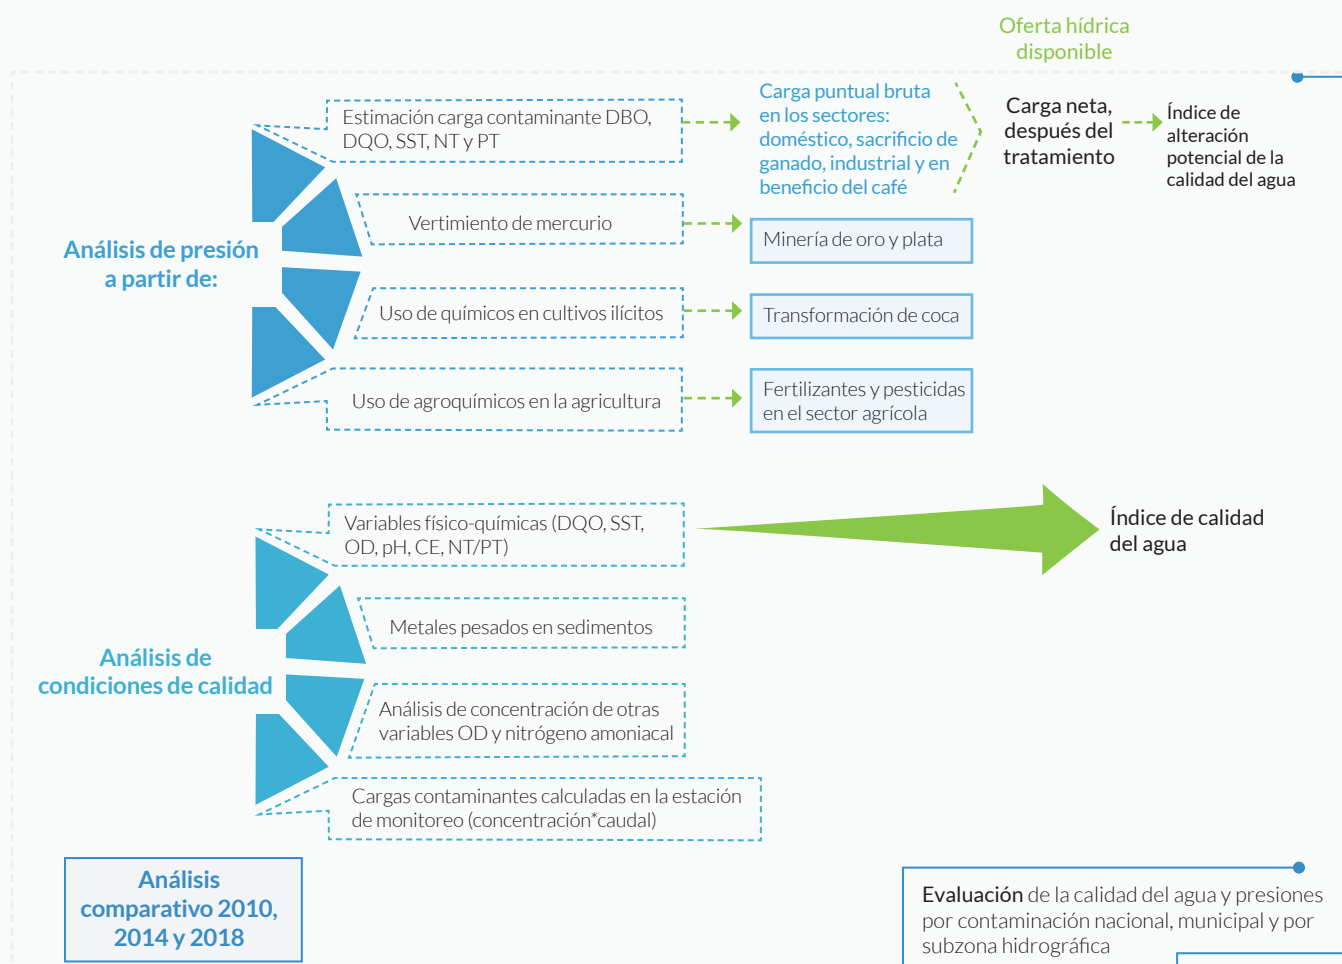 Oferta hídrica
disponible
Análisis de presión
a partir de:
Estimación carga contaminante DBO,
DQO, SST, NT y PT
Carga puntual bruta
en los sectores:
doméstico, sacrificio de
ganado, industrial y en
beneficio del café
Carga neta,
después del
tratamiento
Índice de
alteración
potencial de la
calidad del agua
Vertimiento de mercurio
Minería de oro y plata
Uso de químicos en cultivos ilícitos
Transformación de coca
Uso de agroquímicos en la agricultura
Fertilizantes y pesticidas
en el sector agrícola
Análisis de
condiciones de calidad
Variables físico-químicas (DQO, SST,
OD, pH, CE, NT/PT)
Índice de calidad
del agua
Metales pesados en sedimentos
Análisis de concentración de otras
variables OD y nitrógeno amoniacal
Cargas contaminantes calculadas en la estación
de monitoreo (concentración*caudal)
Análisis
comparativo 2010,
2014 y 2018
Evaluación de la calidad del agua y presiones
por contaminación nacional, municipal y por
subzona hidrográfica